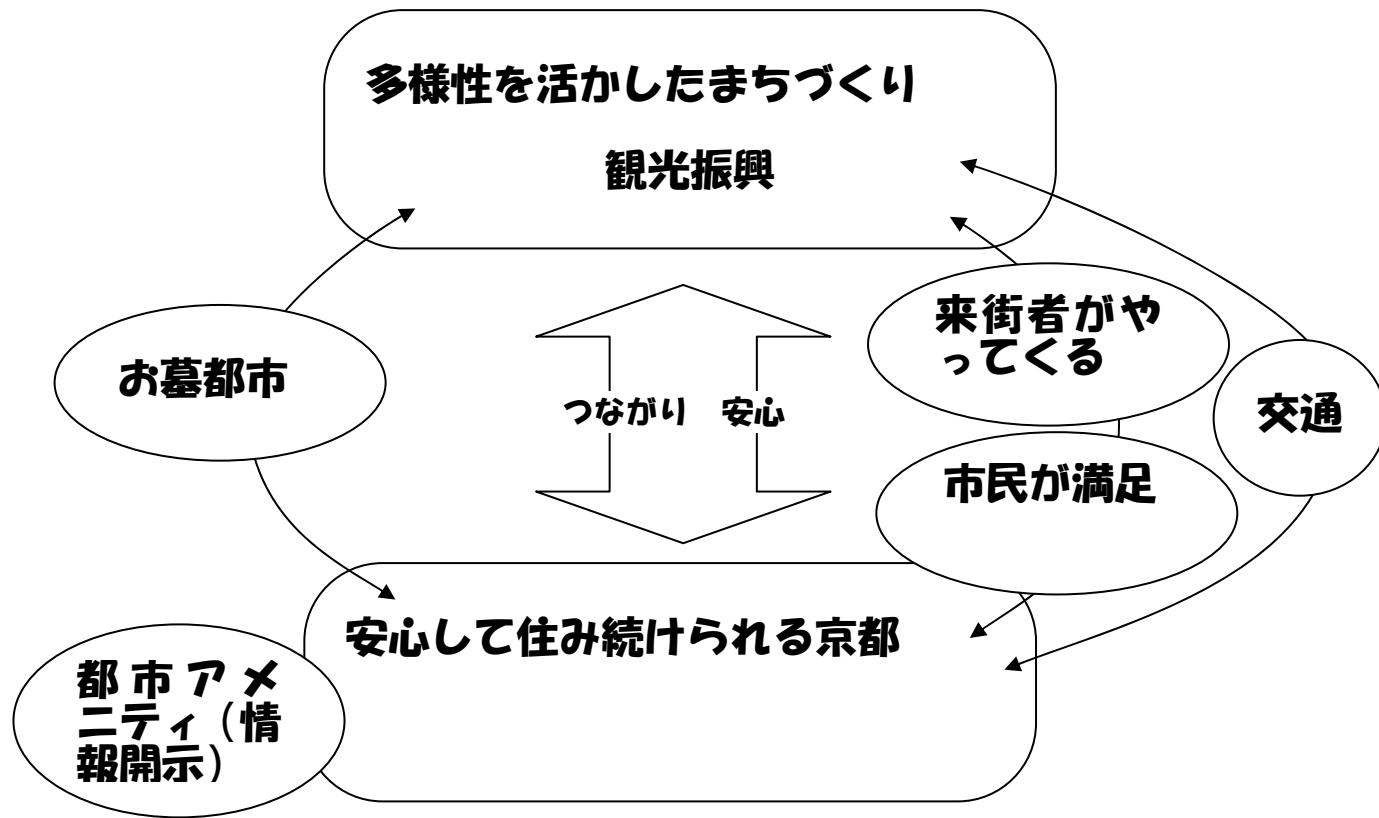 多様性を活かしたまちづくり
観光振興
お墓都市
つながり　安心
来街者がや
ってくる
交通
市民が満足
安心して住み続けられる京都
都市アメ
ニティ（情
報開示）